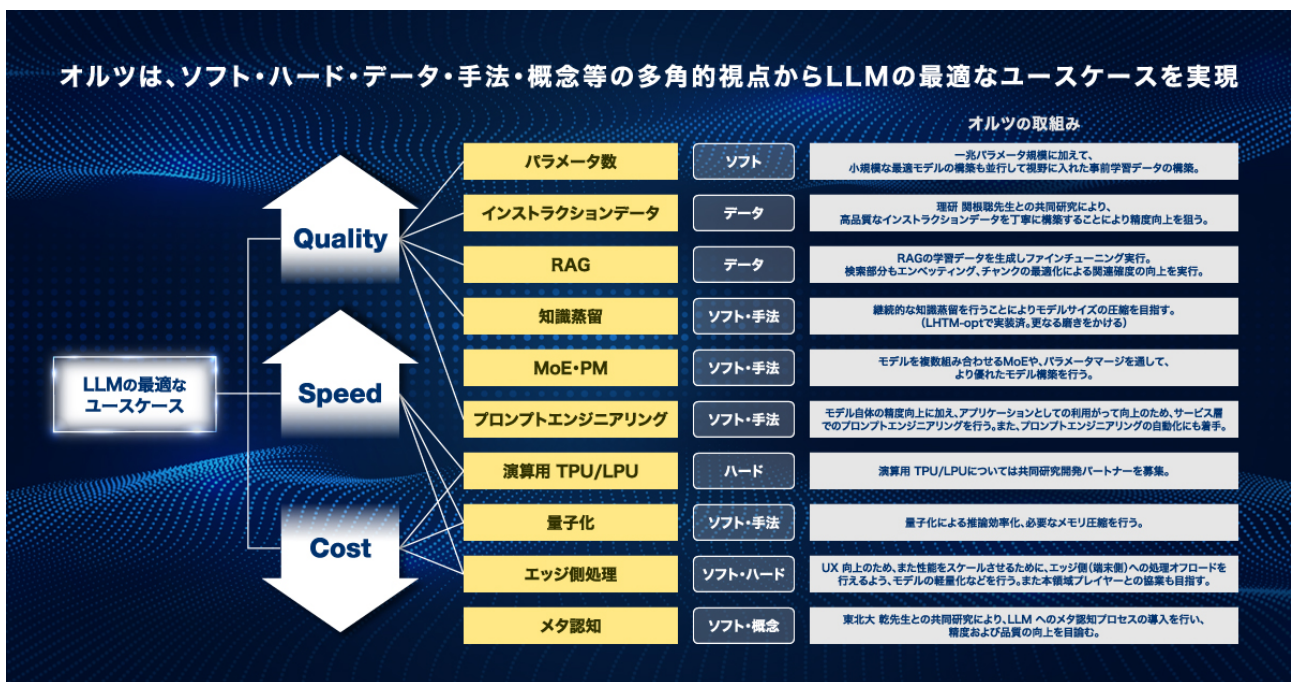 オルツは、ソフト・ハード・データ・手法・概念等の多角的視点からLLMの最適なユースケースを実現
オルツの取組み
LLMの最適な
ユースケース
Quality
Speed
Cost
パラメータ数
ソフト
一兆パラメータ規模に加えて、
小規模な最適モデルの構築も並行して視野に入れた事前学習データの構築。
インストラクションデータ
データ
理研 関根聡先生との共同研究により、
高品質なインストラクションデータを丁寧に構築することにより精度向上を狙う。
RAG
データ
RAGの学習データを生成しファインチューニング実行。
検索部分もエンベッティング、チャンクの最適化による関連確度の向上を実行。
知識蒸留
ソフト・手法
継続的な知識蒸留を行うことによりモデルサイズの圧縮を目指す。
(LHTM-optで実装済。更なる磨きをかける)
MoE・PM
ソフト・手法
モデルを複数組み合わせるMoEや、パラメータマージを通して、
より優れたモデル構築を行う。
プロンプトエンジニアリング
ソフト・手法
モデル自体の精度向上に加え、アプリケーションとしての利用がって向上のため、サービス層
でのプロンプトエンジニアリングを行う。また、プロンプトエンジニアリングの自動化にも着手。
演算用 TPU/LPU
ハード
演算用 TPU/LPUについては共同研究開発パートナーを募集。
量子化
ソフト・手法
量子化による推論効率化、必要なメモリ圧縮を行う。
エッジ側処理
ソフト・ハード
UX 向上のため、また性能をスケールさせるために、エッジ側(端末側)への処理オフロードを
行えるよう、モデルの軽量化などを行う。また本領域プレイヤーとの協業も目指す。
メタ認知
ソフト・概念
東北大 乾先生との共同研究により、LLM へのメタ認知プロセスの導入を行い、
精度および品質の向上を目論む。